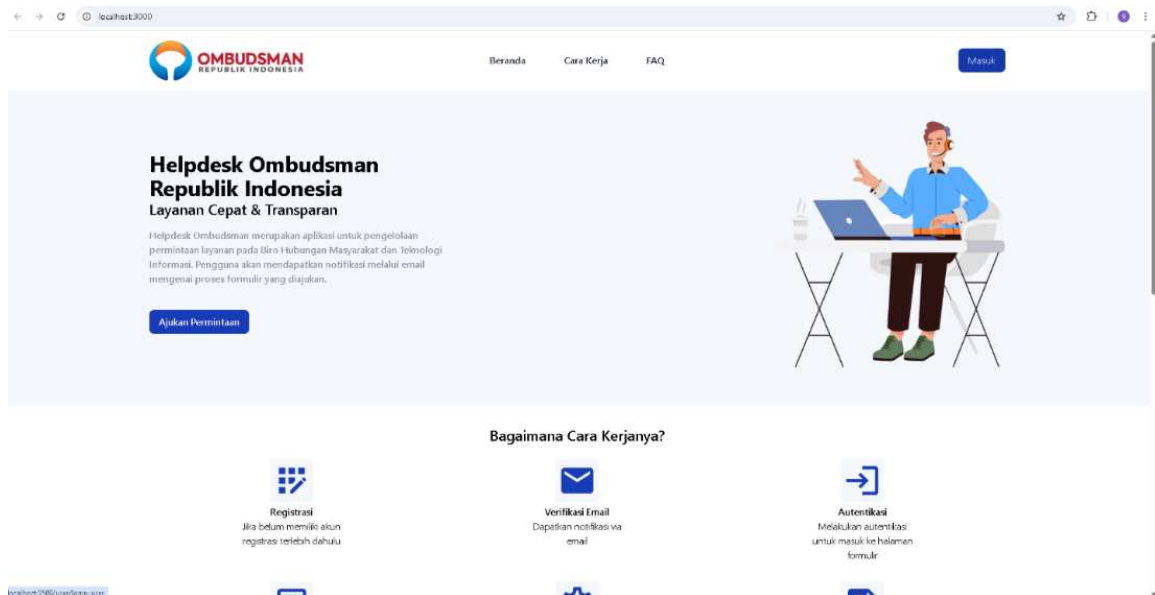 localhost:3000
OMBUDSMAN
REPUBLIK INDONESIA
Beranda
Cara Kerja
FAQ
Masuk
Helpdesk Ombudsman
Republik Indonesia
Layanan Cepat & Transparan
Helpdesk Ombudsman merupakan aplikasi untuk pengelolaan
permintaan layanan pada Biro Hubungan Masyarakat dan Teknologi
Informasi. Pengguna akan mendapatkan notifikasi melalui email
mengenai proses formulir yang diajukan.
Ajukan Permintaan
Bagaimana Cara Kerjanya?
Registrasi
Jika belum memiliki akun
registrasi terlebih dahulu
Verifikasi Email
Dapatkan notifikasi via
email
Autentikasi
Melakukan autentikasi
untuk masuk ke halaman
formulir